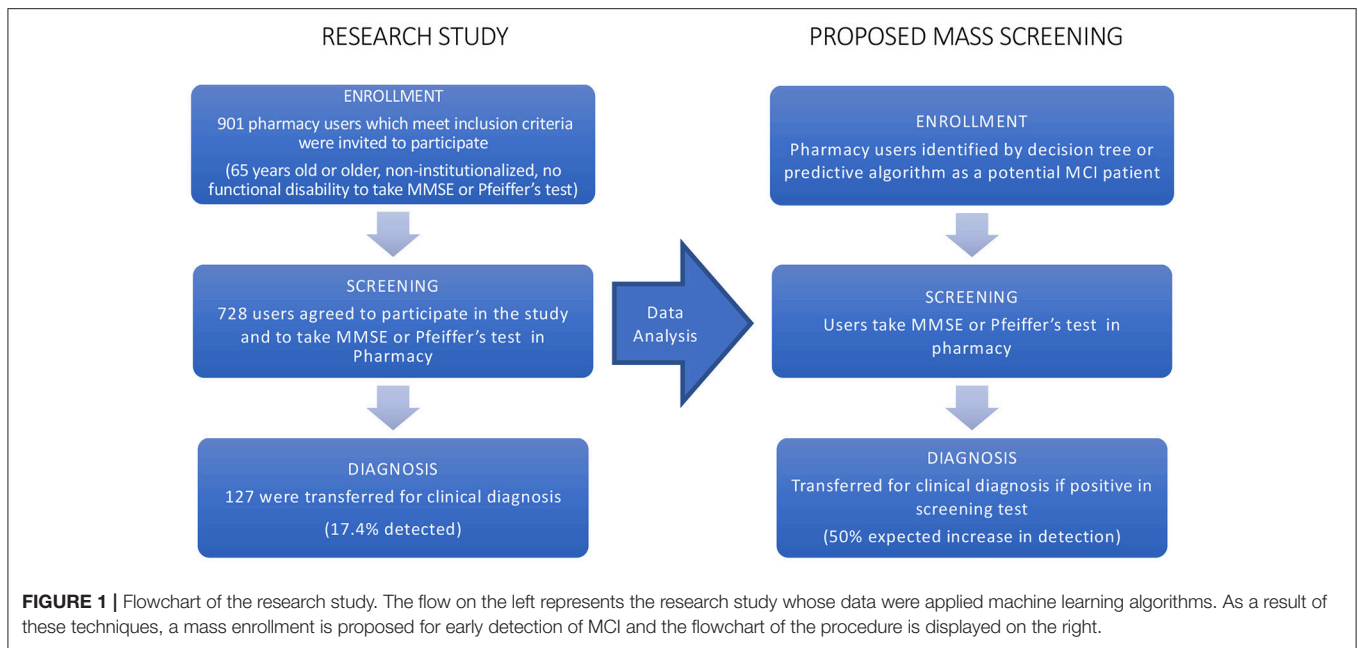 RESEARCH STUDY
ENROLLMENT
901 pharmacy users which meet inclusion criteria
were invited to participate
(65 years old or older, non-institutionalized, no
functional disability to take MMSE or Pfeiffer's test)
SCREENING
728 users agreed to participate in the study
and to take MMSE or Pfeiffer's test in
Pharmacy
DIAGNOSIS
127 were transferred for clinical diagnosis
(17.4% detected)
Data
Analysis
PROPOSED MASS SCREENING
ENROLLMENT
Pharmacy users identified by decision tree or
predictive algorithm as a potential MCI patient
SCREENING
Users take MMSE or Pfeiffer's test in
pharmacy
DIAGNOSIS
Transferred for clinical diagnosis if positive in
screening test
(50% expected increase in detection)
FIGURE 1 | Flowchart of the research study. The flow on the left represents the research study whose data were applied machine learning algorithms. As a result of
these techniques, a mass enrollment is proposed for early detection of MCI and the flowchart of the procedure is displayed on the right.